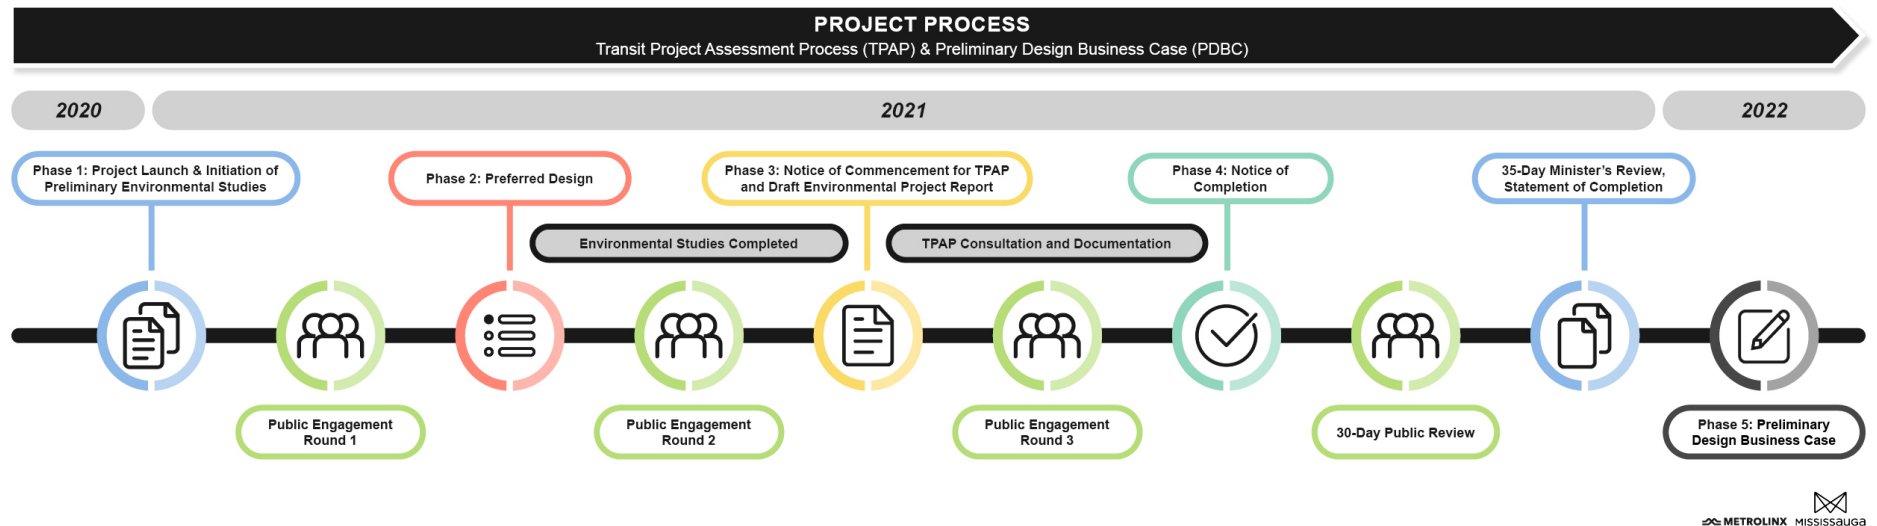 PROJECT PROCESS
Transit Project Assessment Process (TPAP) & Preliminary Design Business Case (PDBC)
2020
2021
2022
Phase 1: Project Launch & Initiation of
Preliminary Environmental Studies
Phase 2: Preferred Design
Phase 3: Notice of Commencement for TPAP
and Draft Environmental Project Report
Phase 4: Notice of
Completion
35-Day Minister's Review,
Statement of Completion
Environmental Studies Completed
TPAP Consultation and Documentation
Public Engagement
Round 1
Public Engagement
Round 2
Public Engagement
Round 3
30-Day Public Review
Phase 5: Preliminary
Design Business Case
METROLINX
MISSISSAUGA